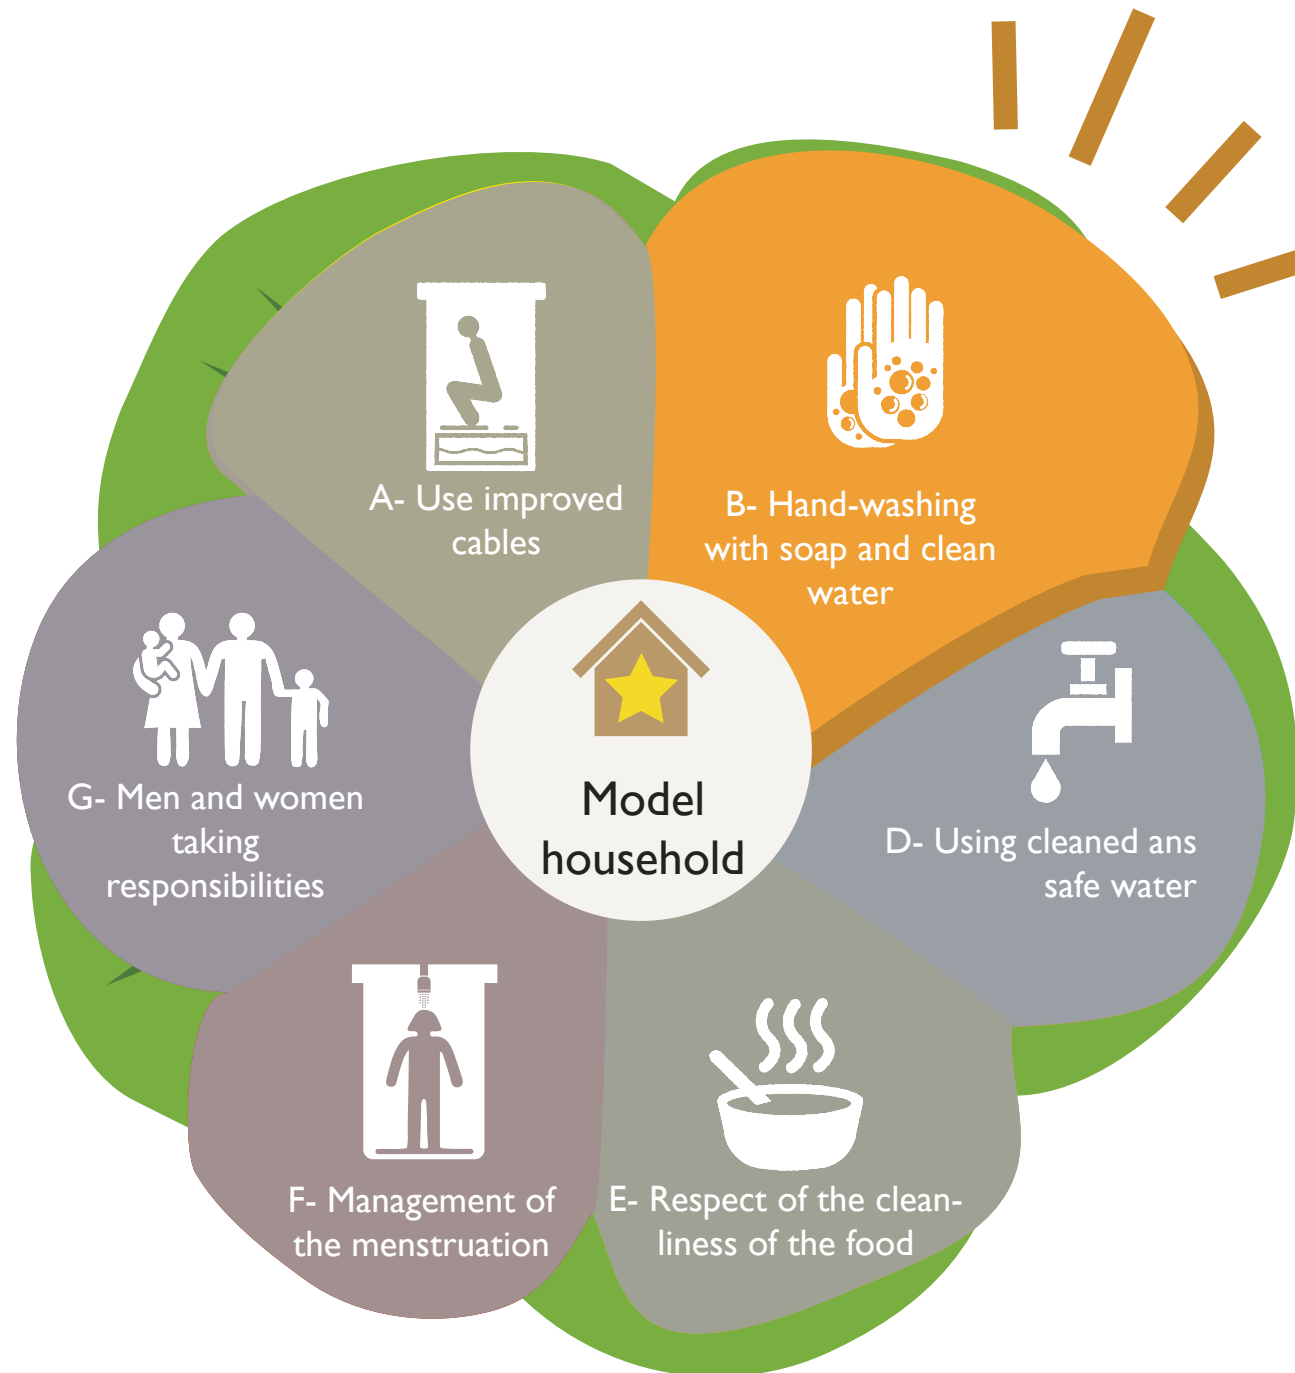 A- Use improved
cables
B- Hand-washing
with soap and clean
water
Model
household
G- Men and women
taking
responsibilities
D- Using cleaned ans
safe water
F- Management of
the menstruation
E- Respect of the clean-
liness of the food